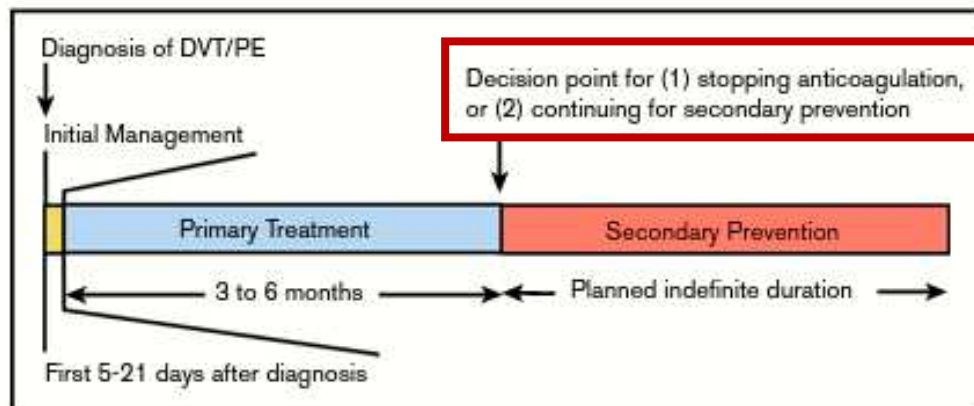 Diagnosis of DVT/PE
Decision point for (1) stopping anticoagulation,
or (2) continuing for secondary prevention
Initial Management
Primary Treatment
Secondary Prevention
3 to 6 months
Planned indefinite duration
First 5-21 days after diagnosis